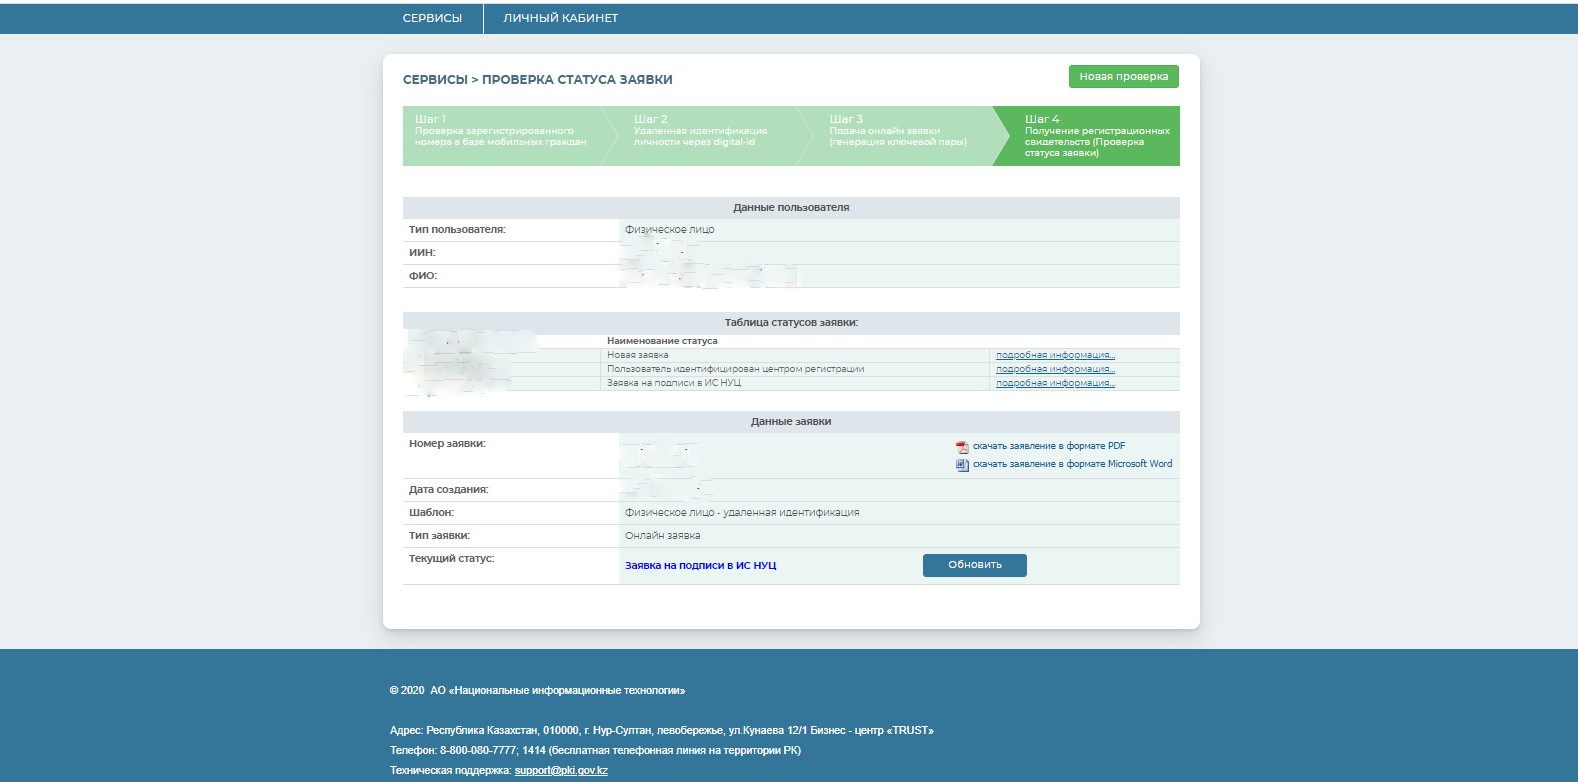 СЕРВИСЫ
ЛИЧНЫЙ КАБИНЕТ
СЕРВИСЫ > ПРОВЕРКА СТАТУСА ЗАЯВКИ
Новая проверка
Шаг 1
Проверка зарегистрированного
номера в базе мобильных граждан
Шаг 2
Удаленная идентификация
личности через digital-id
Шаг 3
Подача онлайн заявки
(генерация ключевой пары)
Шаг 4
Получение регистрационных
свидетельств (Проверка
статуса заявки)
Данные пользователя
Тип пользователя: Физическое лицо
ИИН:
ФИО:
Таблица статусов заявки:
Наименование статуса
Новая заявка подробная информация...
Пользователь идентифицирован центром регистрации подробная информация...
Заявка на подписи в ИС НУЦ подробная информация...
Данные заявки
Номер заявки:
скачать заявление в формате PDF
скачать заявление в формате Microsoft Word
Дата создания:
Шаблон: Физическое лицо - удаленная идентификация
Тип заявки: Онлайн заявка
Текущий статус: Заявка на подписи в ИС НУЦ Обновить
© 2020 АО «Национальные информационные технологии»
Адрес: Республика Казахстан, 010000, г. Нур-Султан, левобережье, ул.Кунаева 12/1 Бизнес - центр «TRUST»
Телефон: 8-800-080-7777; 1414 (бесплатная телефонная линия на территории РК)
Техническая поддержка: support@pki.gov.kz